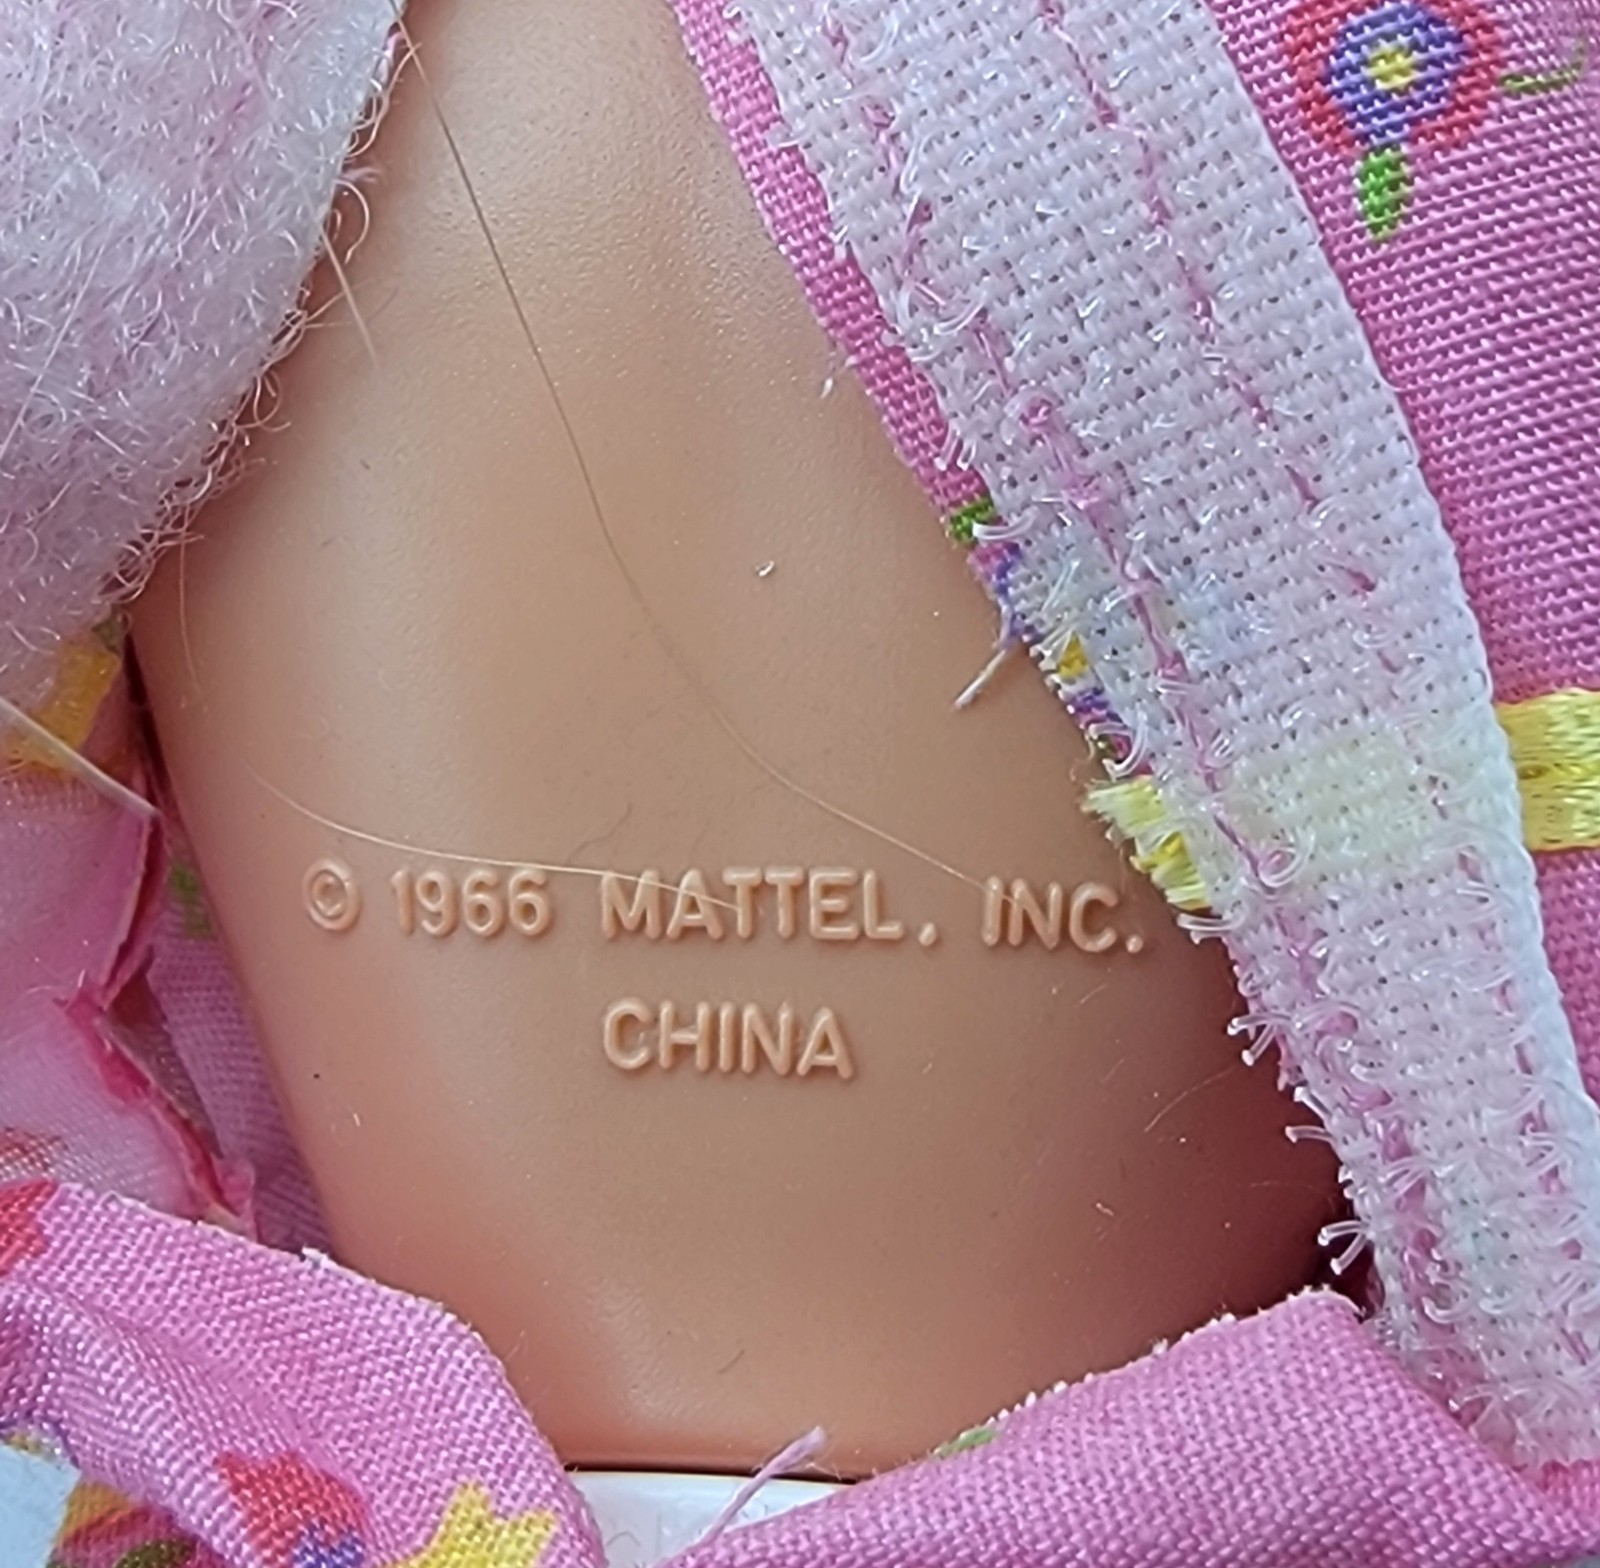 © 1966 MATTEL, INC.
CHINA